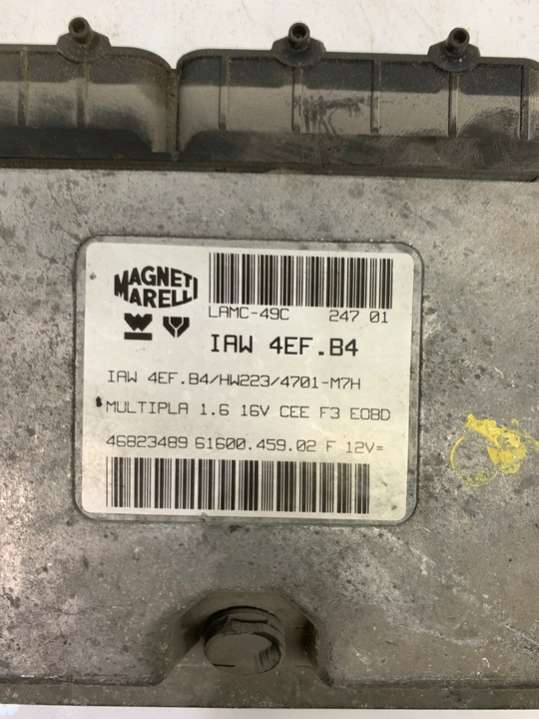 MAGNETI
MARELLI
LAMC-49C 247 01
IAW 4EF.B4
IAW 4EF.B4/HW223/4701-M7H
MULTIPLA 1.6 16V CEE F3 EOBD
46823489 61600.459.02 F 12V=